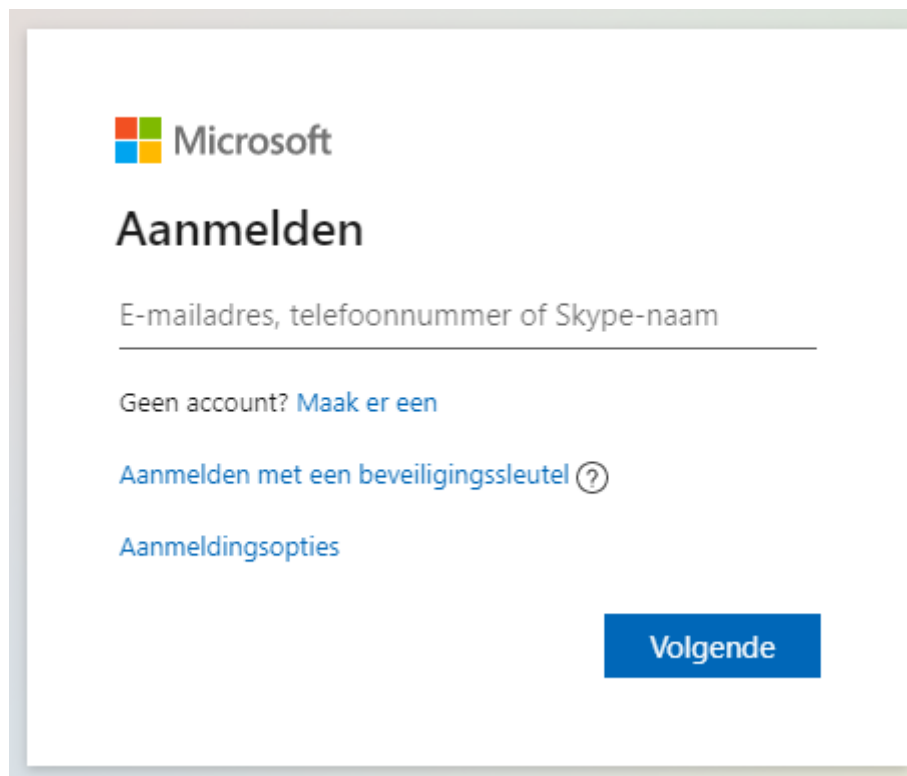 Microsoft
Aanmelden
E-mailadres, telefoonnummer of Skype-naam
Geen account? Maak er een
Aanmelden met een beveiligingssleutel ?
Aanmeldingsopties
Volgende